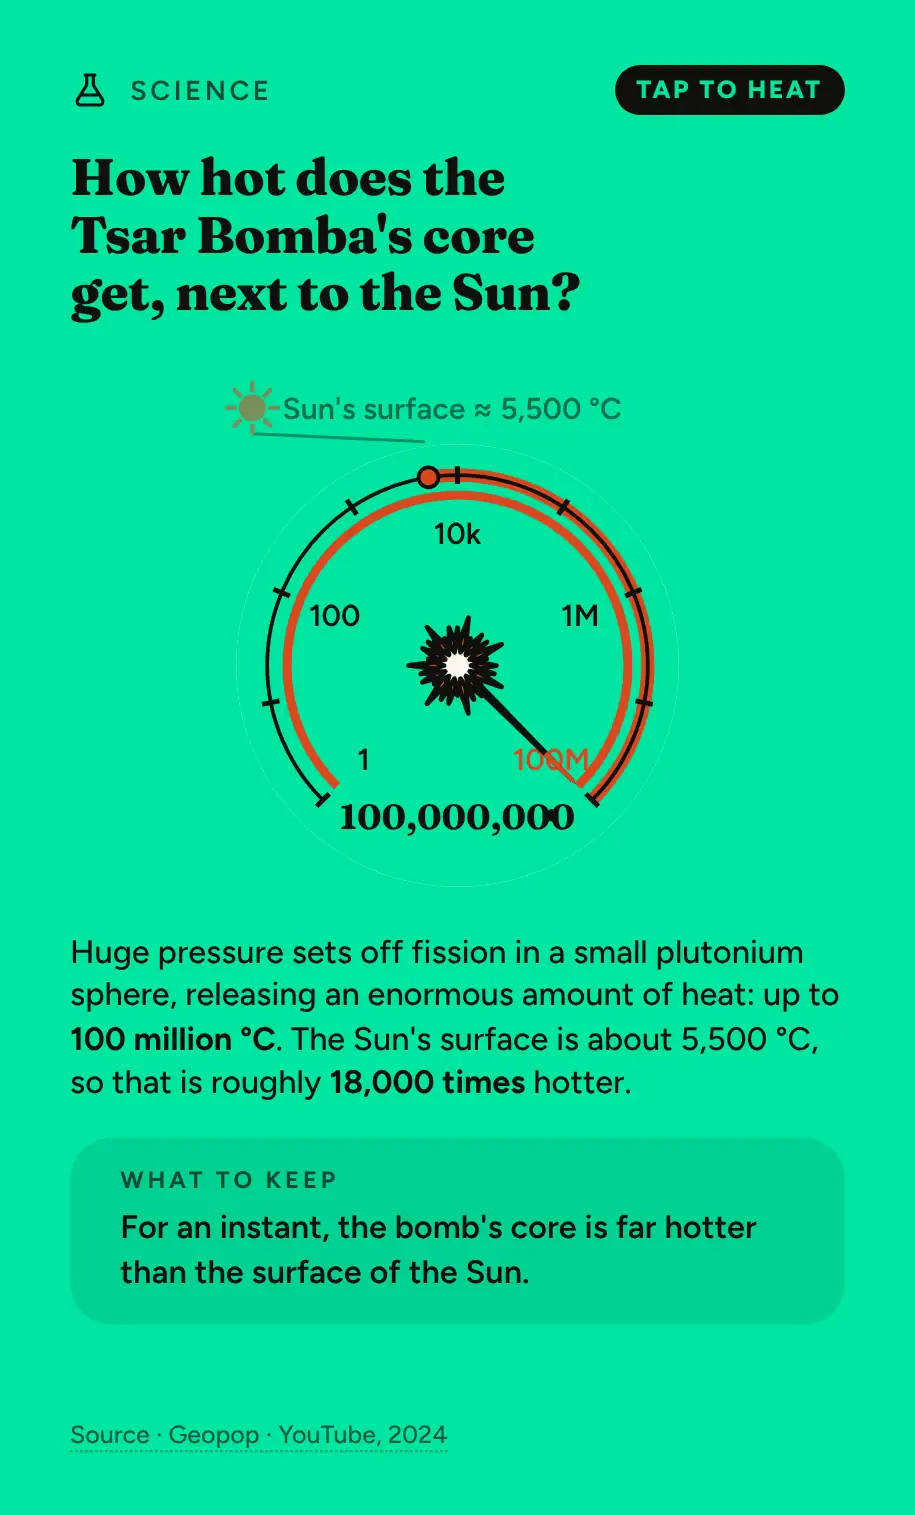 SCIENCE
TAP TO HEAT
How hot does the
Tsar Bomba's core
get, next to the Sun?
Sun's surface ≈ 5,500 °C
10k
100
1M
1
100M
100,000,000
Huge pressure sets off fission in a small plutonium
sphere, releasing an enormous amount of heat: up to
100 million °C. The Sun's surface is about 5,500 °C,
so that is roughly 18,000 times hotter.
WHAT TO KEEP
For an instant, the bomb's core is far hotter
than the surface of the Sun.
Source · Geopop · YouTube, 2024